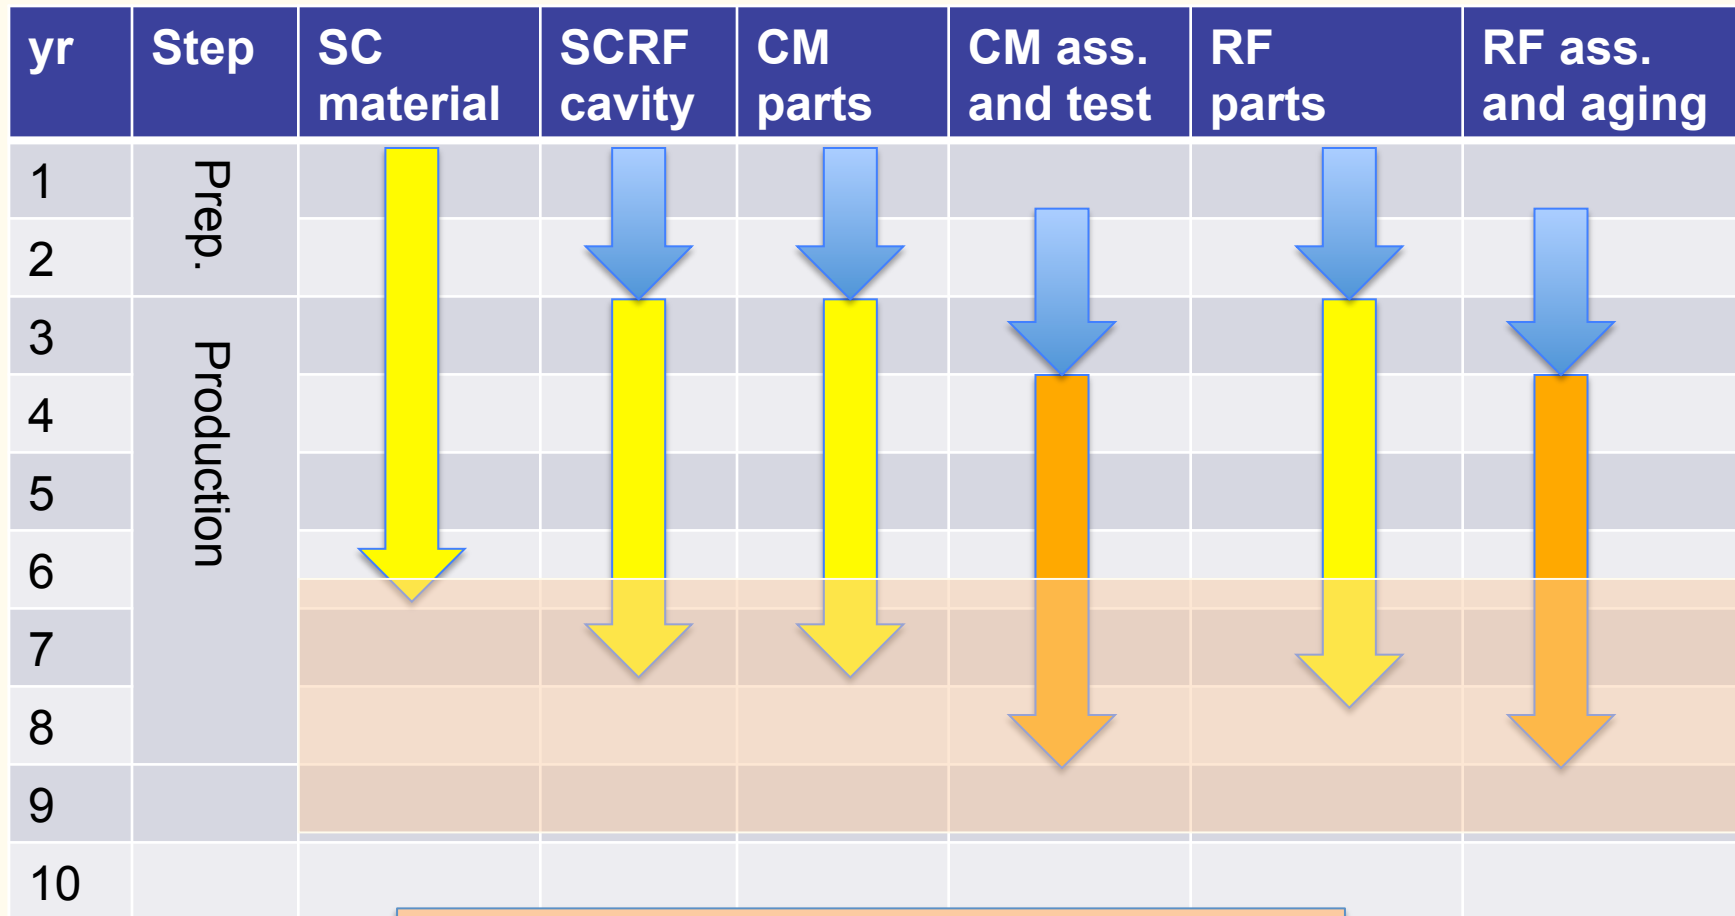 yr
Step
SC
material
SCRF
cavity
CM
parts
CM ass.
and test
RF
parts
RF ass.
and aging
1
Prep.
2
3
Production
4
5
6
7
8
9
10